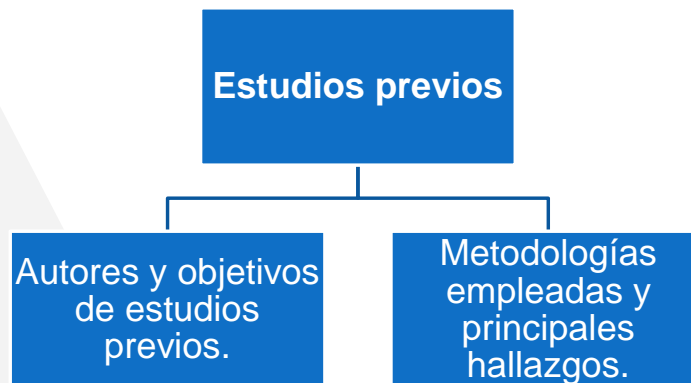 Estudios previos
Autores y objetivos
de estudios
previos.
Metodologías
empleadas y
principales
hallazgos.